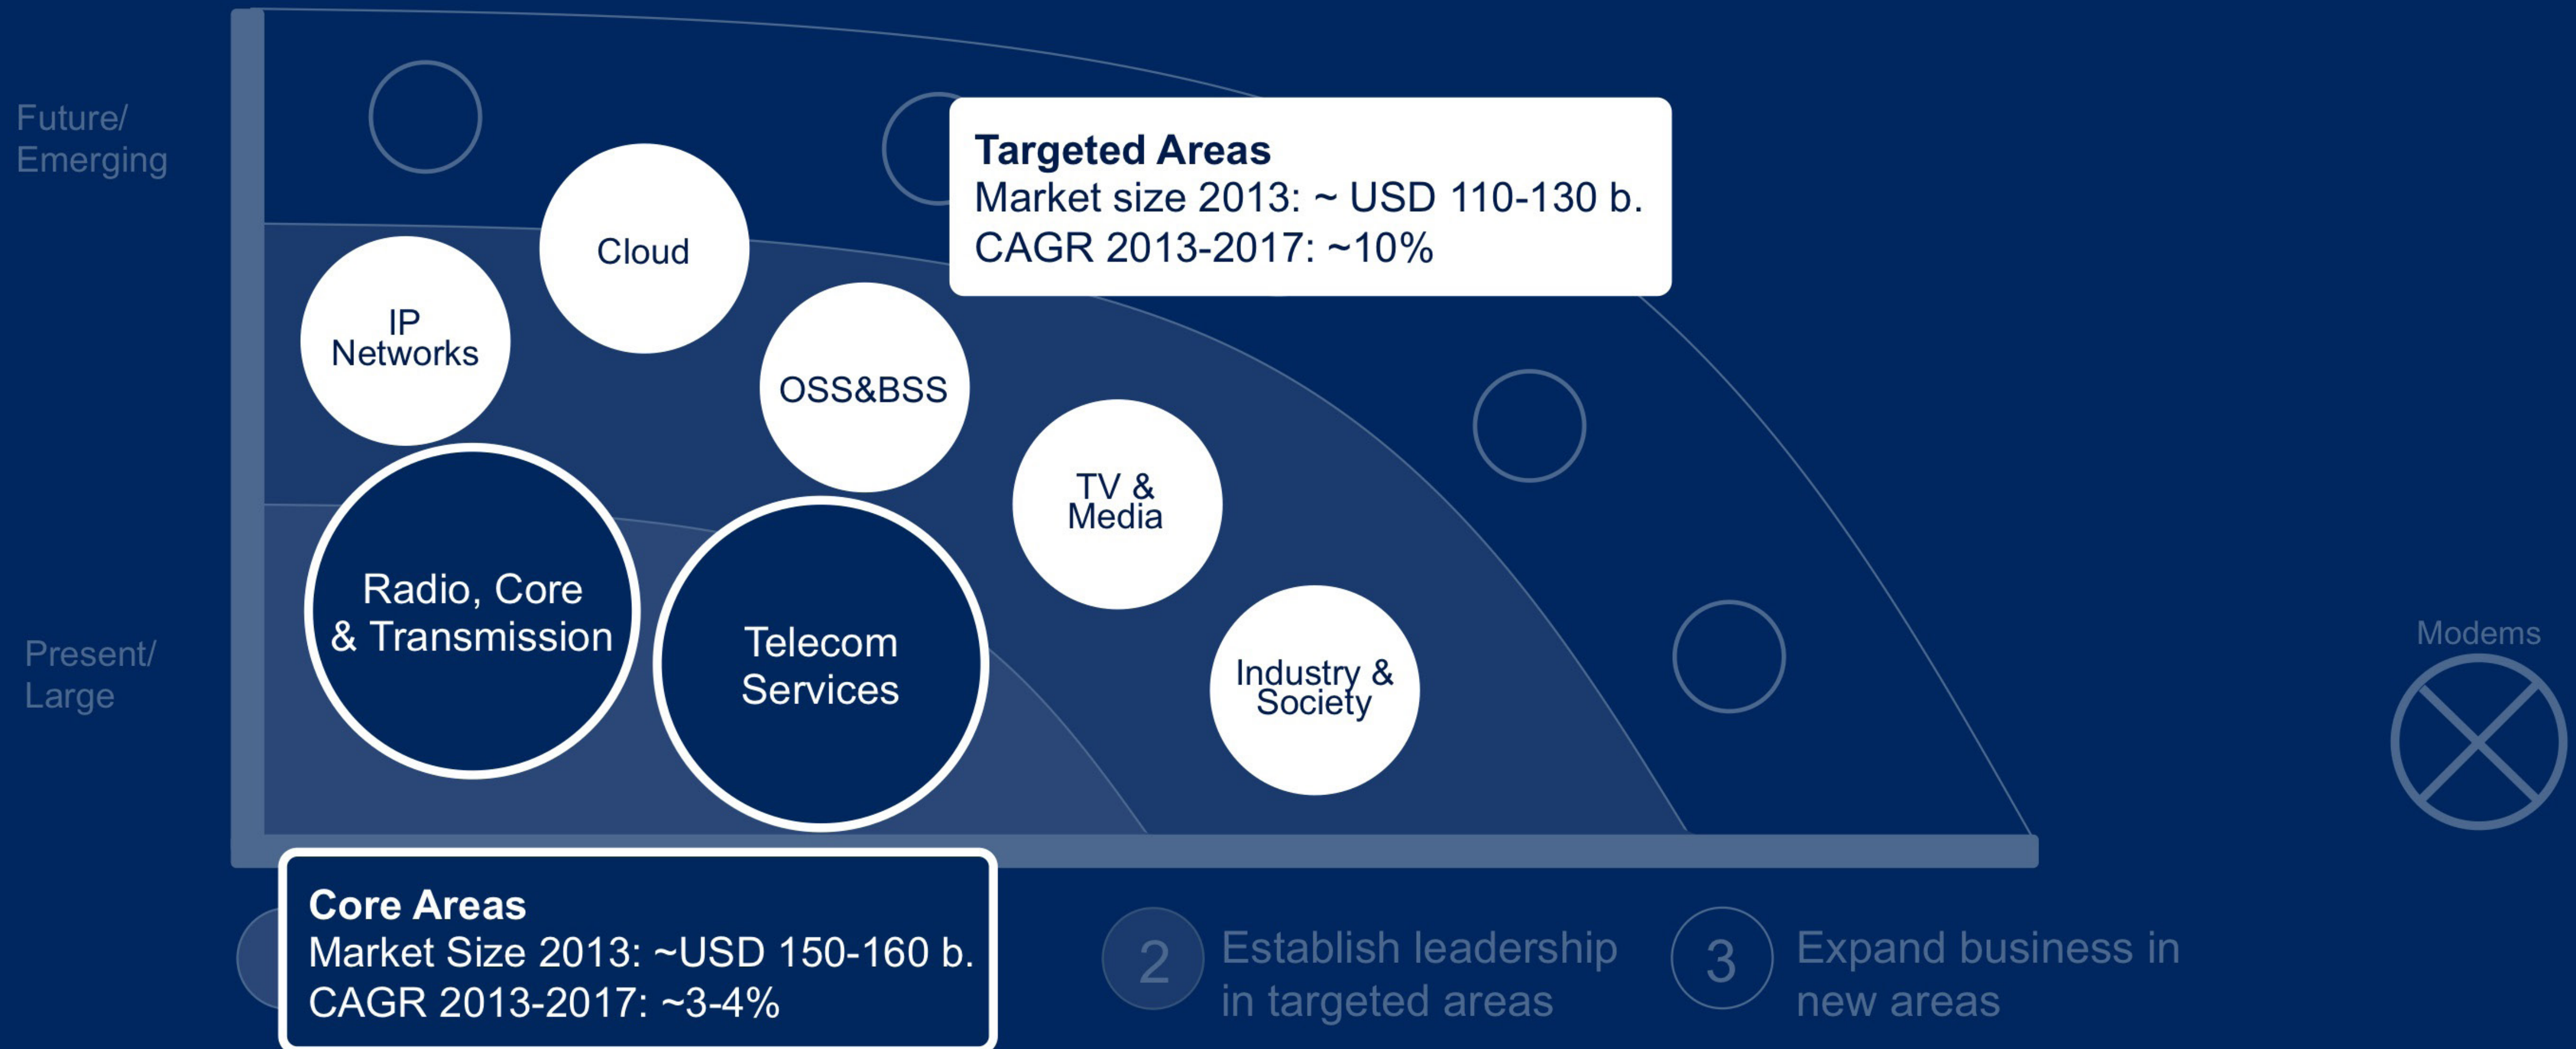 Future/
Emerging
Targeted Areas
Market size 2013: ~ USD 110-130 b.
CAGR 2013-2017: ~10%
Cloud
IP
Networks
OSS&BSS
TV &
Media
Radio, Core
& Transmission
Telecom
Services
Industry &
Society
Present/
Large
Modems
Core Areas
Market Size 2013: ~USD 150-160 b.
CAGR 2013-2017: ~3-4%
2
Establish leadership
in targeted areas
3
Expand business in
new areas